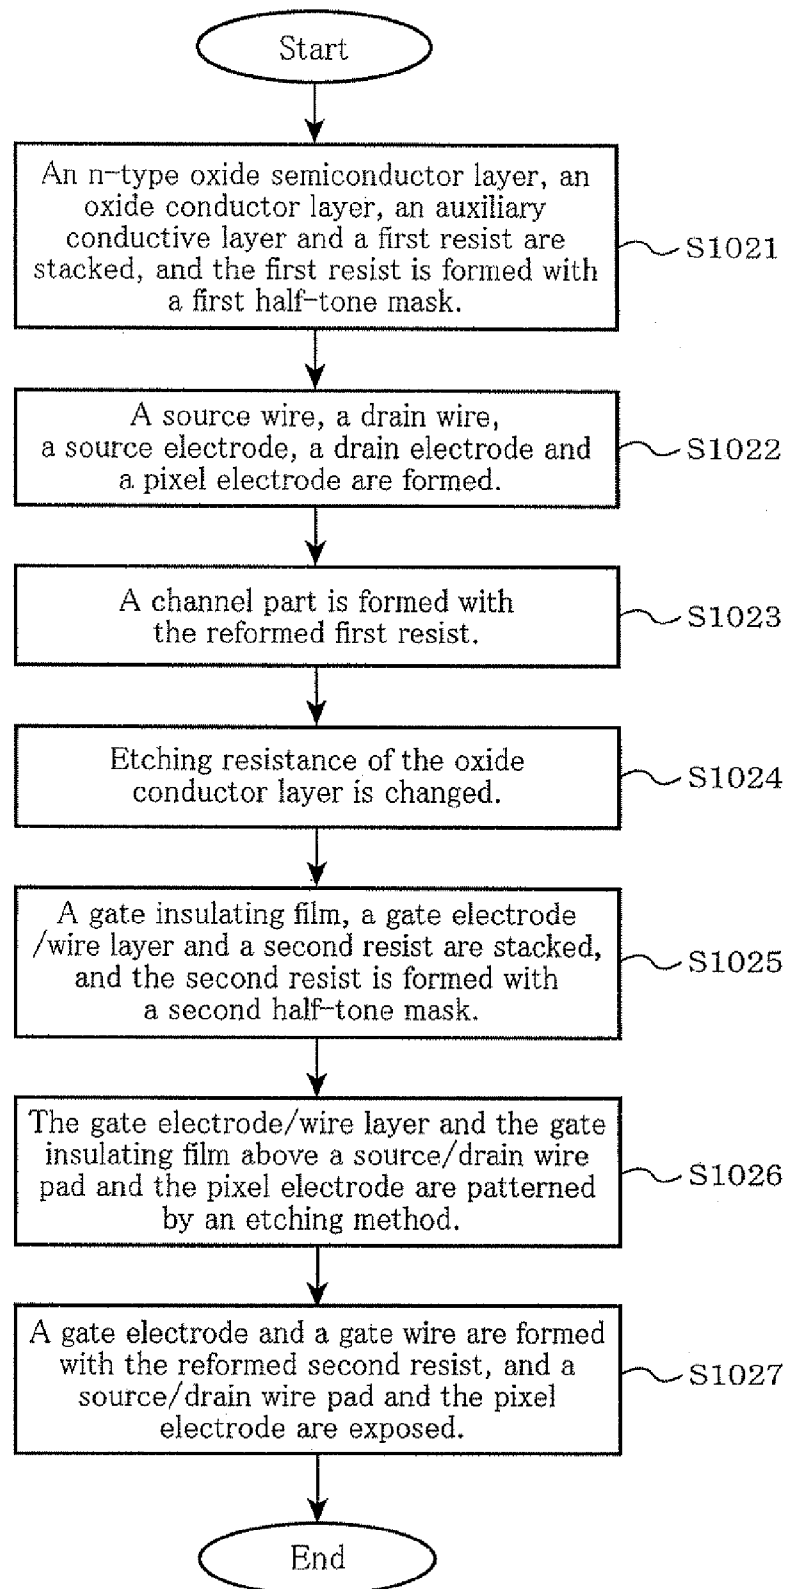 Start
An n-type oxide semiconductor layer, an
oxide conductor layer, an auxiliary
conductive layer and a first resist are
stacked, and the first resist is formed with
a first half-tone mask.
S1021
A source wire, a drain wire,
a source electrode, a drain electrode and
a pixel electrode are formed.
S1022
A channel part is formed with
the reformed first resist.
S1023
Etching resistance of the oxide
conductor layer is changed.
S1024
A gate insulating film, a gate electrode
/wire layer and a second resist are stacked,
and the second resist is formed with
a second half-tone mask.
S1025
The gate electrode/wire layer and the gate
insulating film above a source/drain wire
pad and the pixel electrode are patterned
by an etching method.
S1026
A gate electrode and a gate wire are formed
with the reformed second resist, and a
source/drain wire pad and the pixel
electrode are exposed.
S1027
End